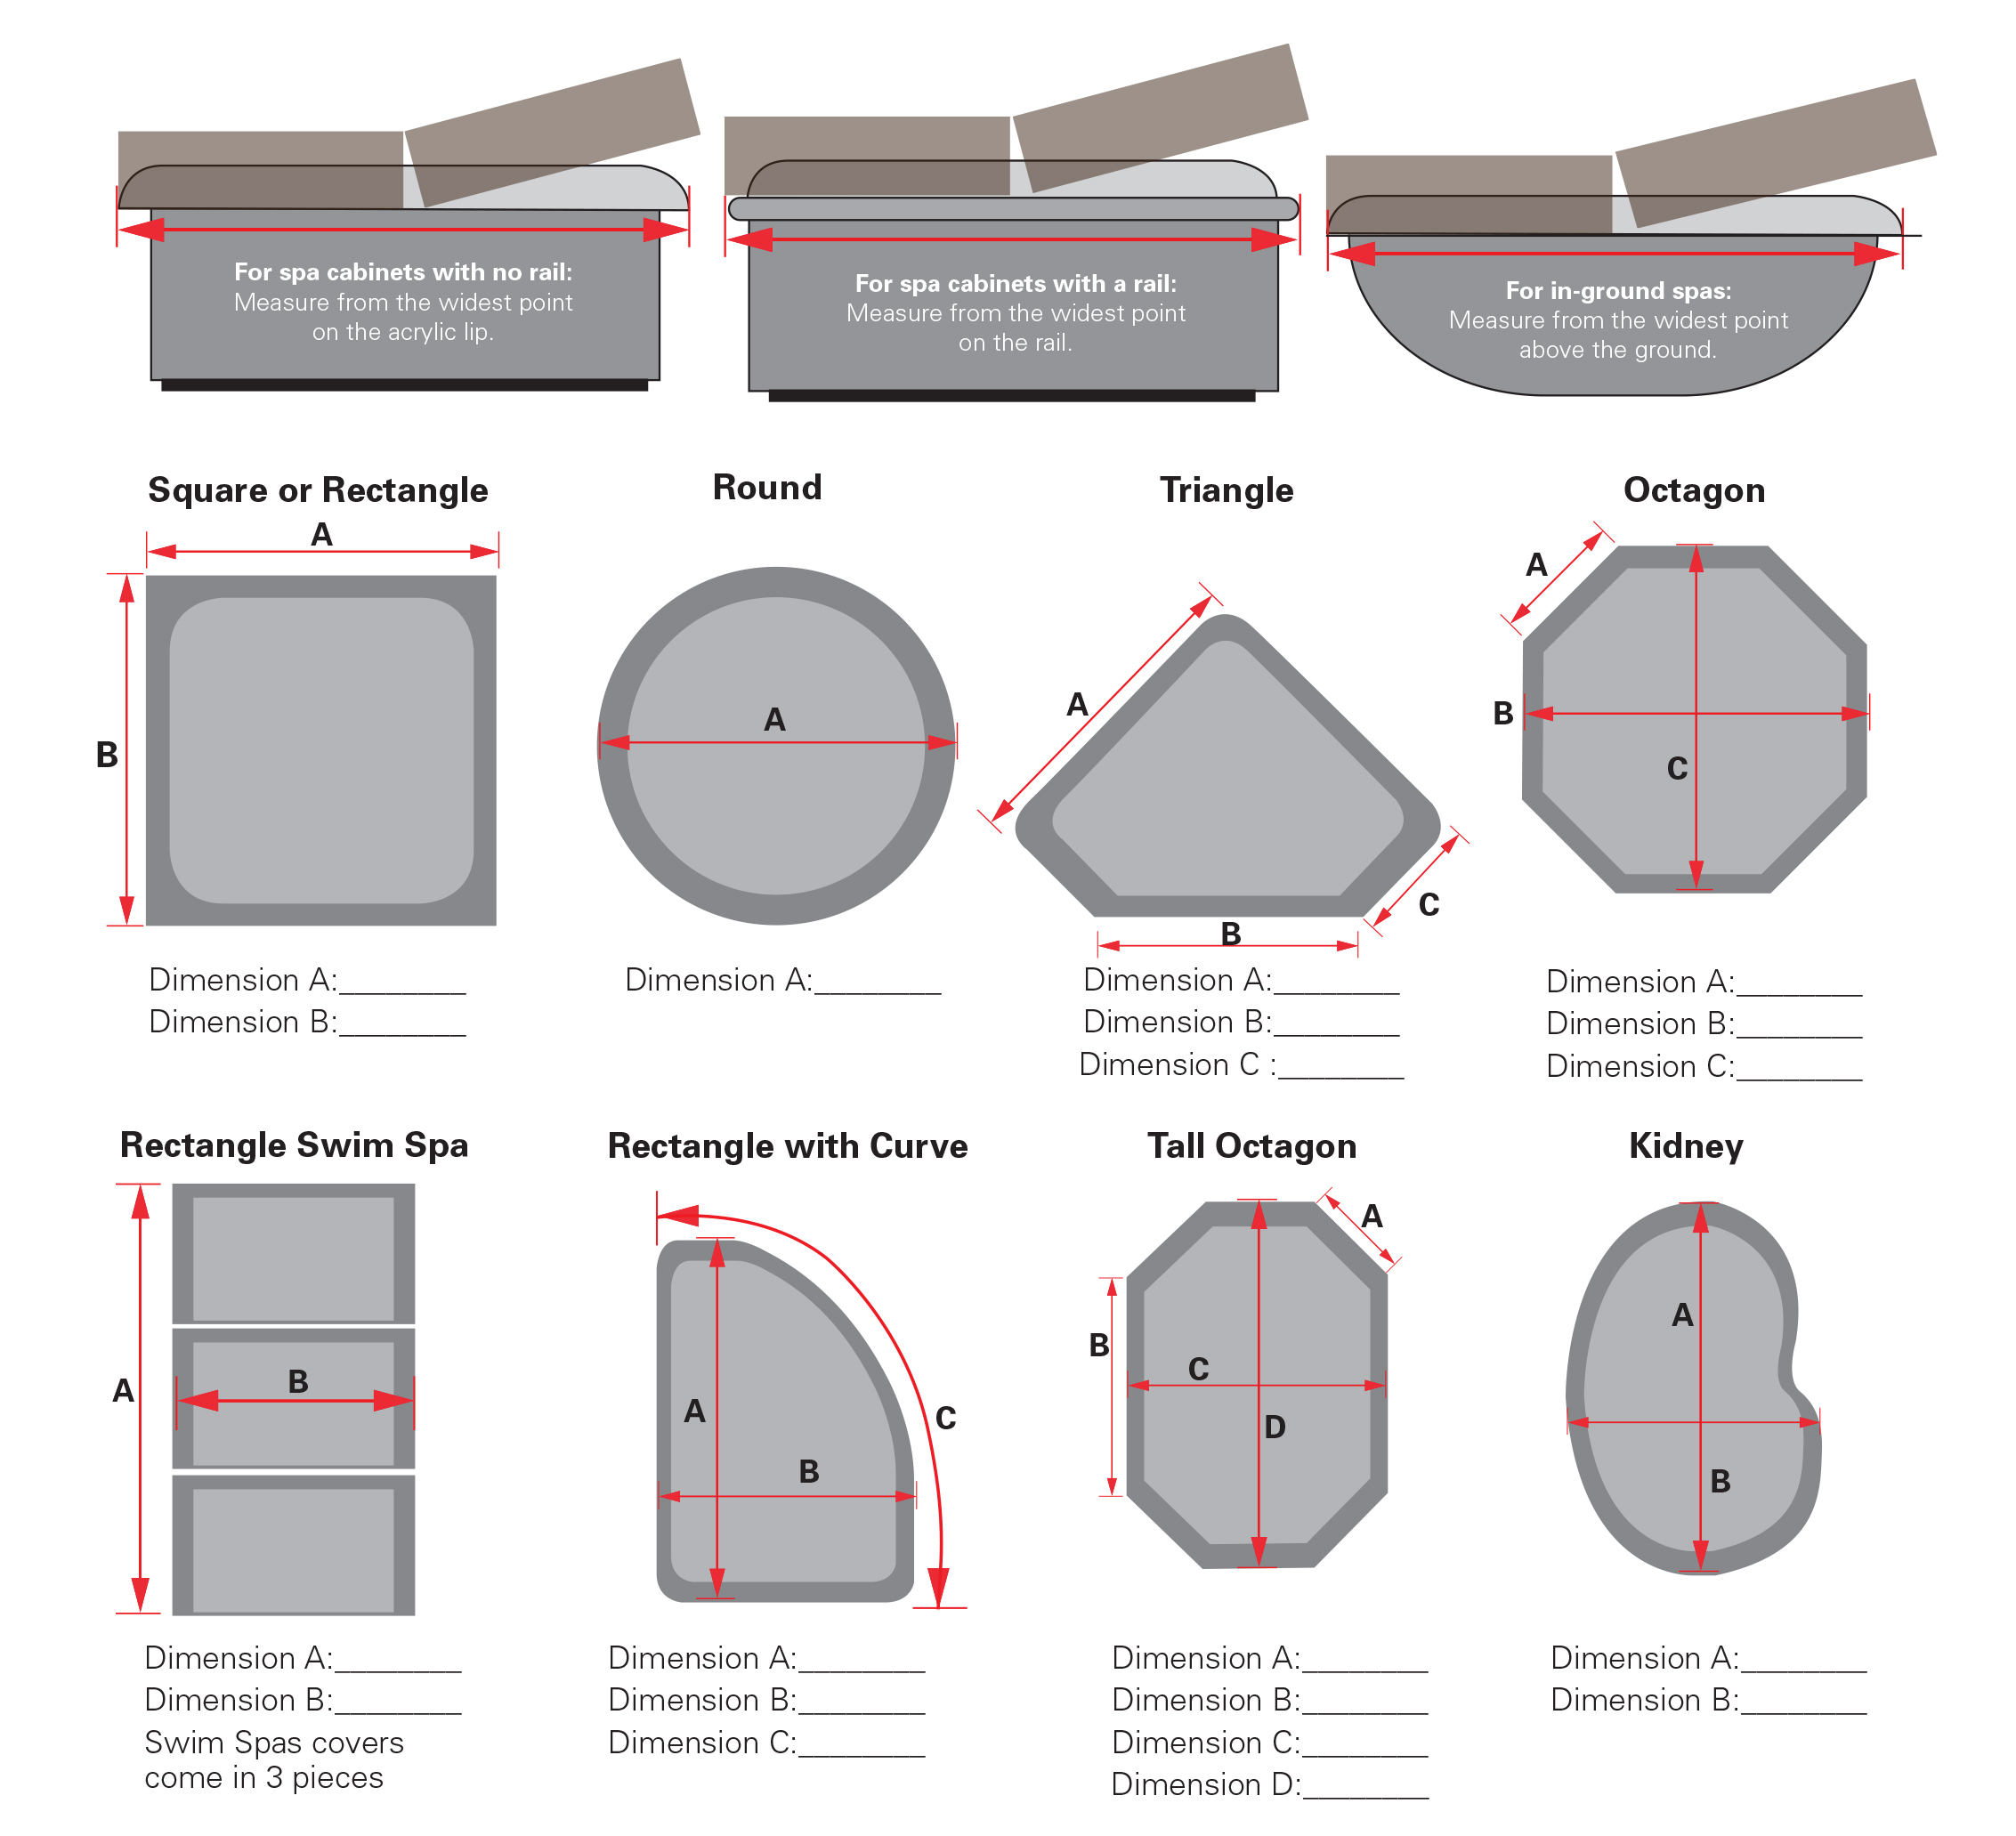 For spa cabinets with no rail:
Measure from the widest point
on the acrylic lip.
For spa cabinets with a rail:
Measure from the widest point
on the rail.
For in-ground spas:
Measure from the widest point
above the ground.
Square or Rectangle
A
B
Dimension A:________
Dimension B:________
Round
A
Dimension A:________
Triangle
A
B
C
Dimension A:________
Dimension B:________
Dimension C :________
Octagon
A
B
C
Dimension A:________
Dimension B:________
Dimension C:________
Rectangle Swim Spa
A
B
Dimension A:________
Dimension B:________
Swim Spas covers
come in 3 pieces
Rectangle with Curve
A
B
C
Dimension A:________
Dimension B:________
Dimension C:________
Tall Octagon
A
B
C
D
Dimension A:________
Dimension B:________
Dimension C:________
Dimension D:________
Kidney
A
B
Dimension A:________
Dimension B:________